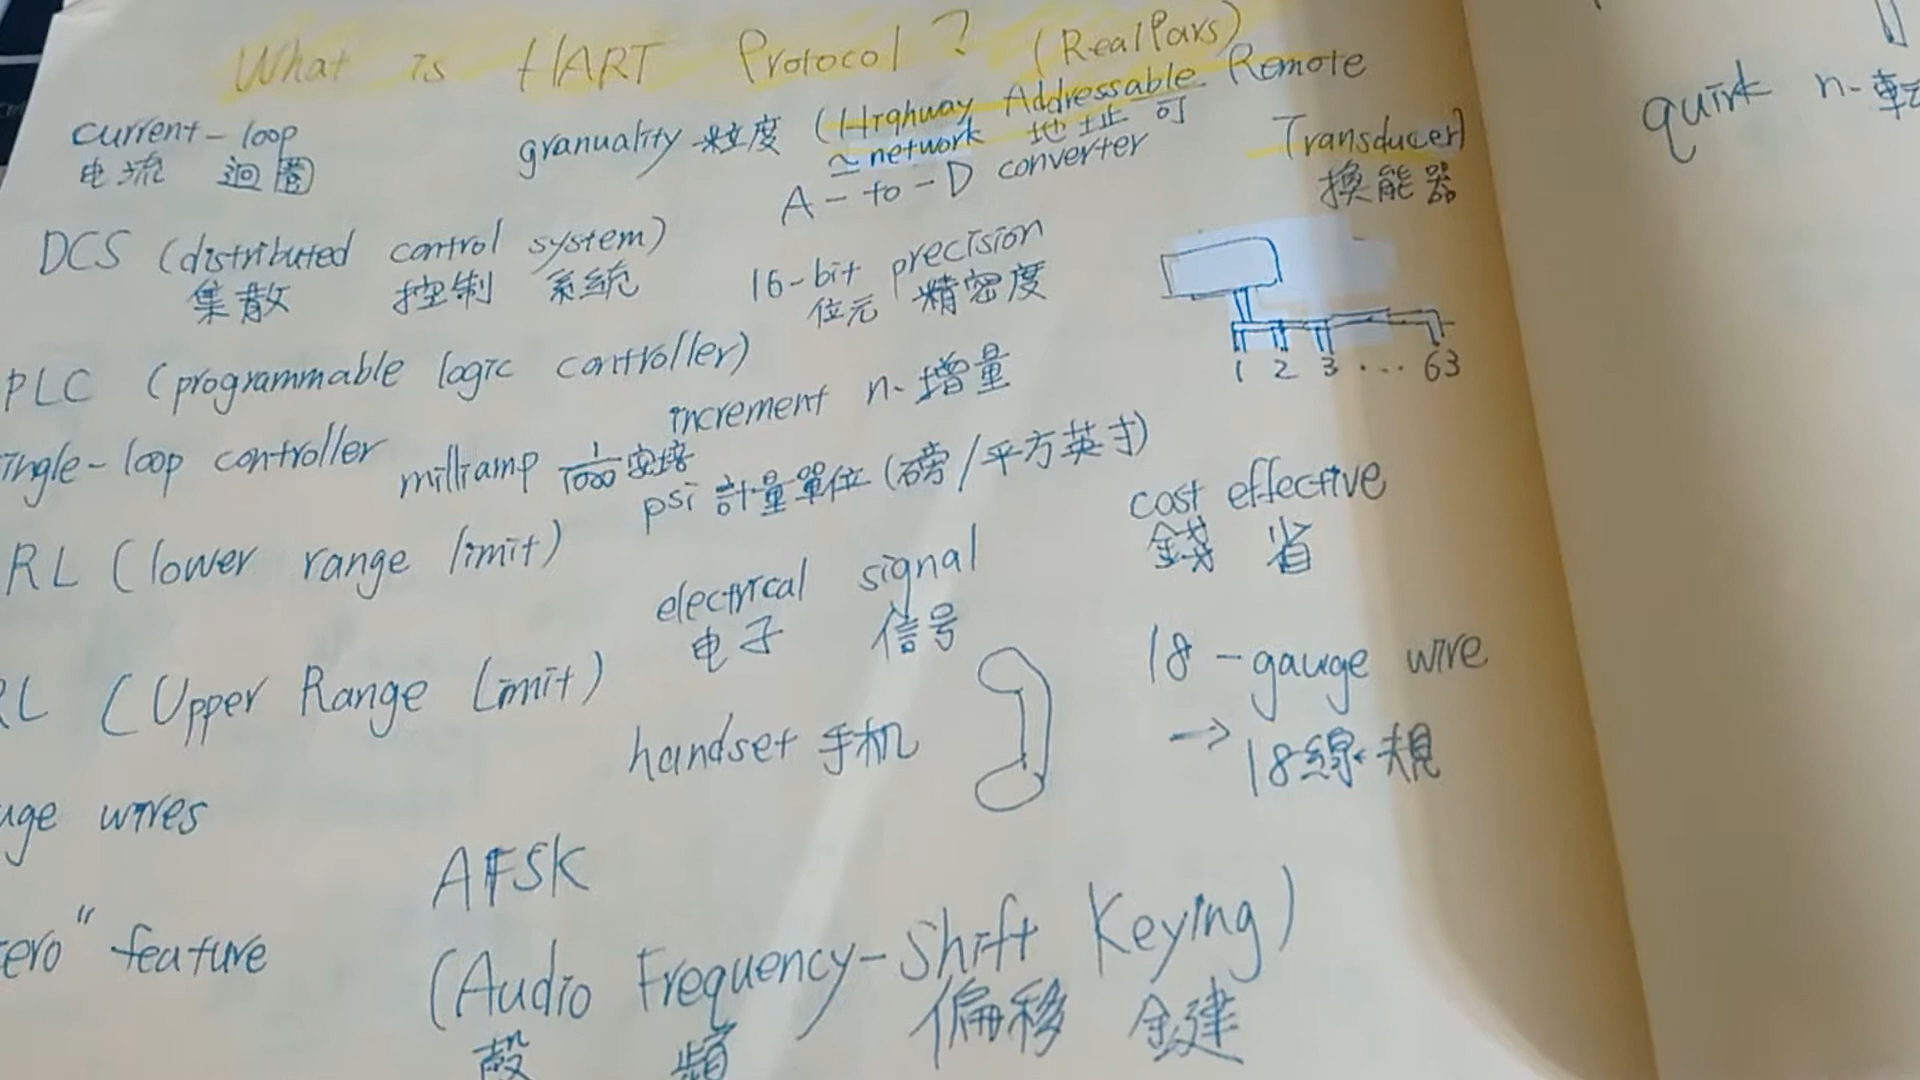 What is HART Protocol? (RealPars)
current-loop
电流 迴圈
granuality 粒度
(Highway Addressable Remote
~network 地址 可
Transducer)
換能器
A-to-D converter
DCS (distributed control system)
集散 控制 系統
16-bit precision
位元 精密度
1 2 3 ... 63
PLC (programmable logic controller)
increment n. 增量
ingle-loop controller
milliamp 1/1000 安培
psi 計量單位 (磅/平方英寸)
cost effective
錢 省
RL (lower range limit)
electrical signal
电子 信号
RL (Upper Range Limit)
handset 手机
18-gauge wire
→ 18線規
uge wires
AFSK
ero" feature
(Audio Frequency-Shift Keying)
頻 偏移 鍵
quirk n.